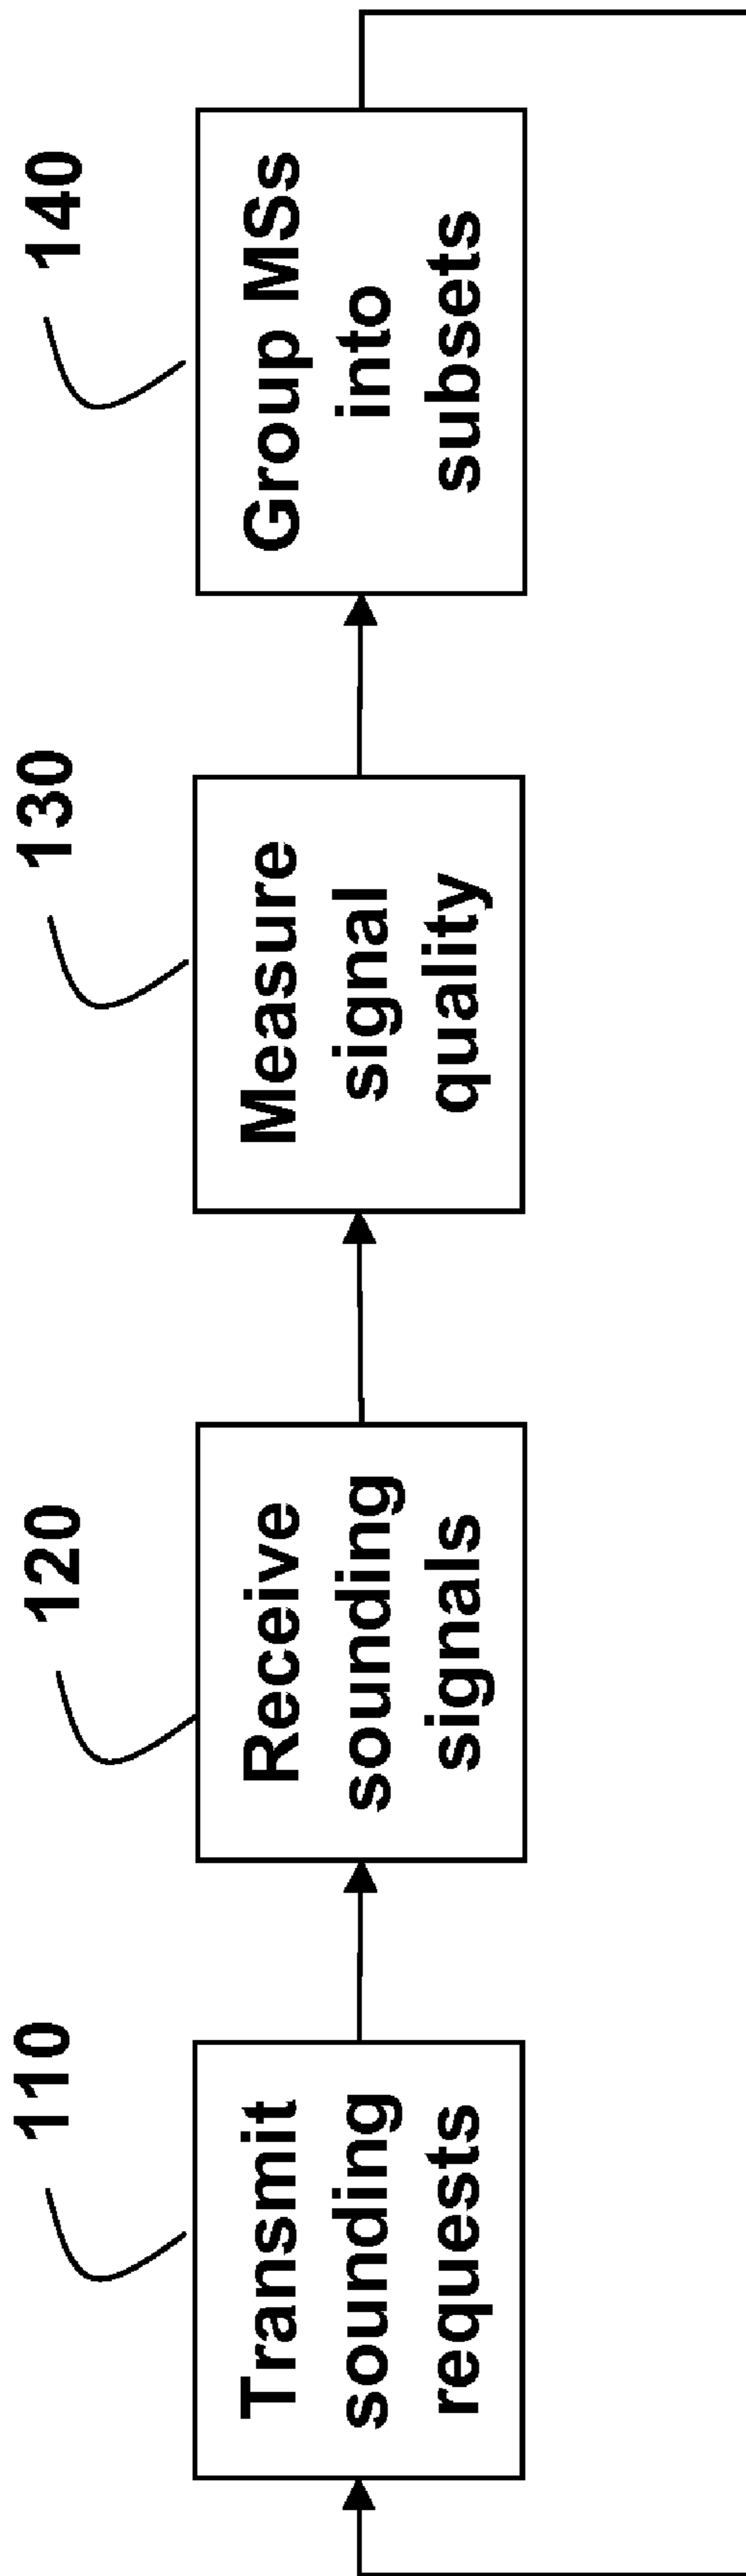 110
Transmit
sounding
requests
120
Receive
sounding
signals
130
Measure
signal
quality
140
Group MSs
into
subsets